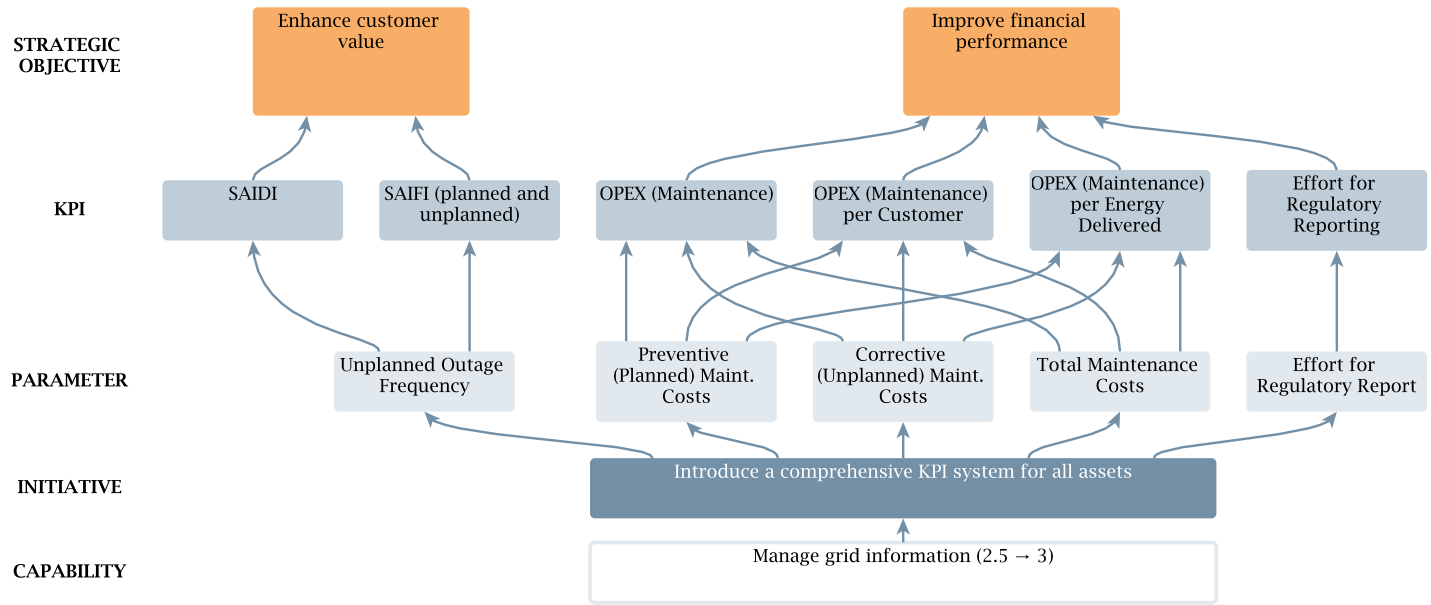 STRATEGIC
OBJECTIVE
Enhance customer
value
Improve financial
performance
KPI
SAIDI
SAIFI (planned and
unplanned)
OPEX (Maintenance)
OPEX (Maintenance)
per Customer
OPEX (Maintenance)
per Energy
Delivered
Effort for
Regulatory
Reporting
PARAMETER
Unplanned Outage
Frequency
Preventive
(Planned) Maint.
Costs
Corrective
(Unplanned) Maint.
Costs
Total Maintenance
Costs
Effort for
Regulatory Report
INITIATIVE
Introduce a comprehensive KPI system for all assets
CAPABILITY
Manage grid information (2.5 → 3)